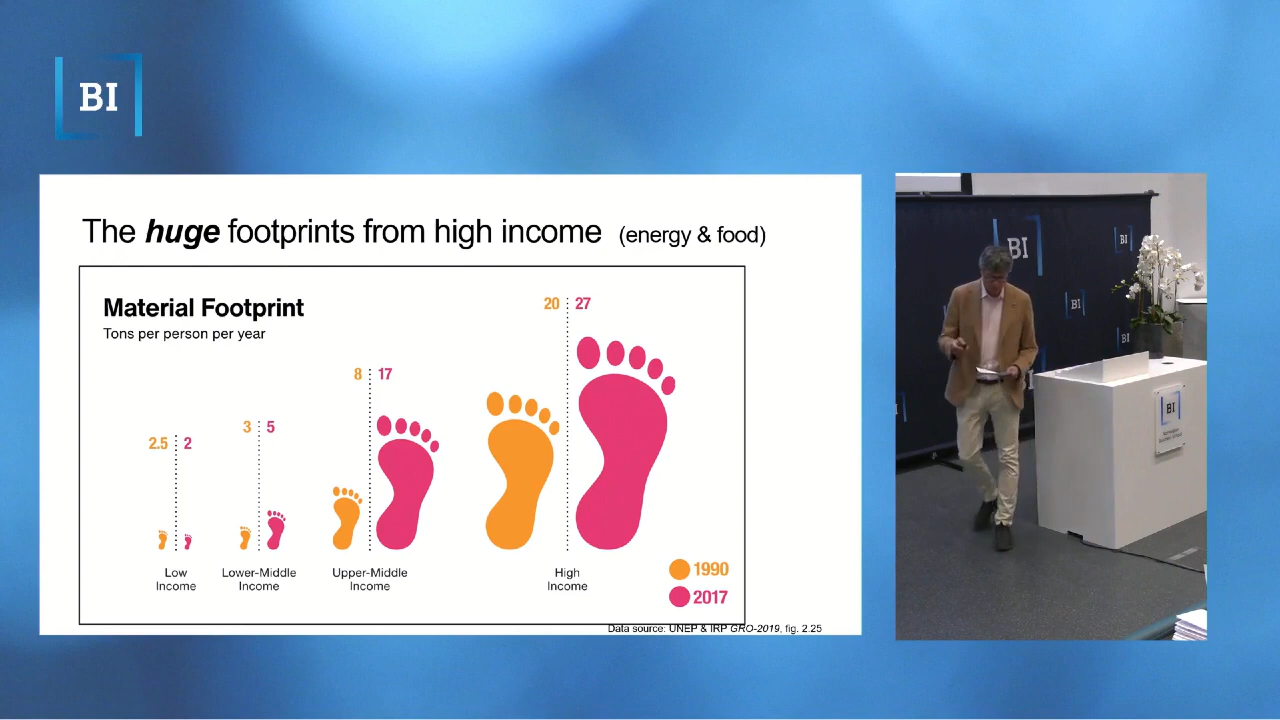 BI
The huge footprints from high income (energy & food)
Material Footprint
Tons per person per year
2.5 2
3 5
8 17
20 27
Low Income
Lower-Middle Income
Upper-Middle Income
High Income
1990
2017
Data source: UNEP & IRP GRO-2019, fig. 2.25
BI
BI
BI
BI
BI
BI